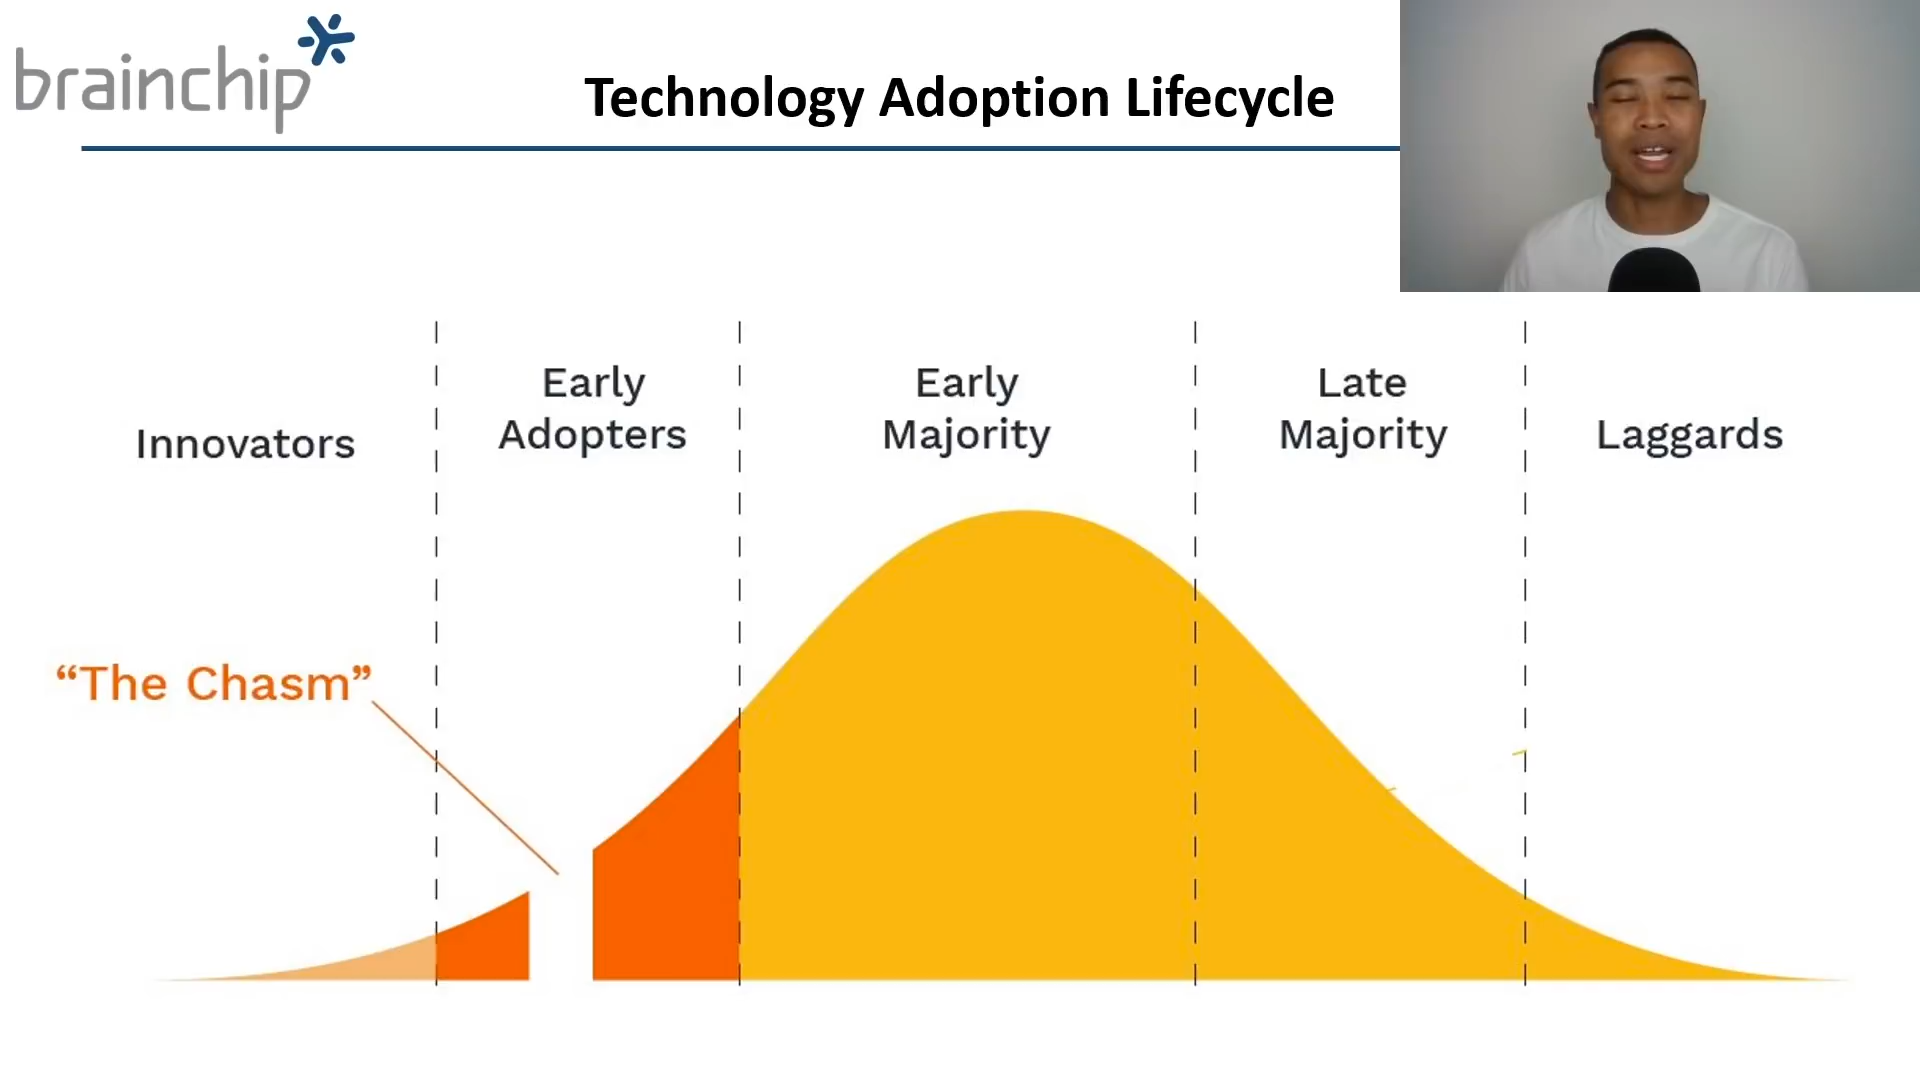 brainchip
Technology Adoption Lifecycle
Innovators
Early
Adopters
Early
Majority
Late
Majority
Laggards
“The Chasm”